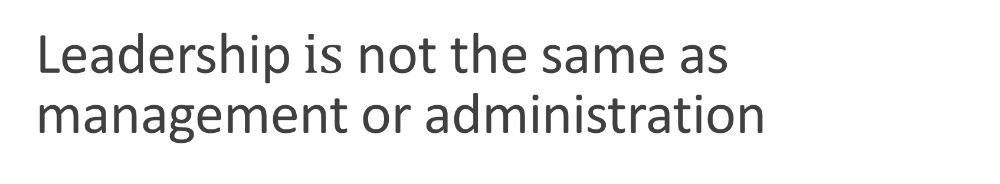 Leadership is not the same as
management or administration